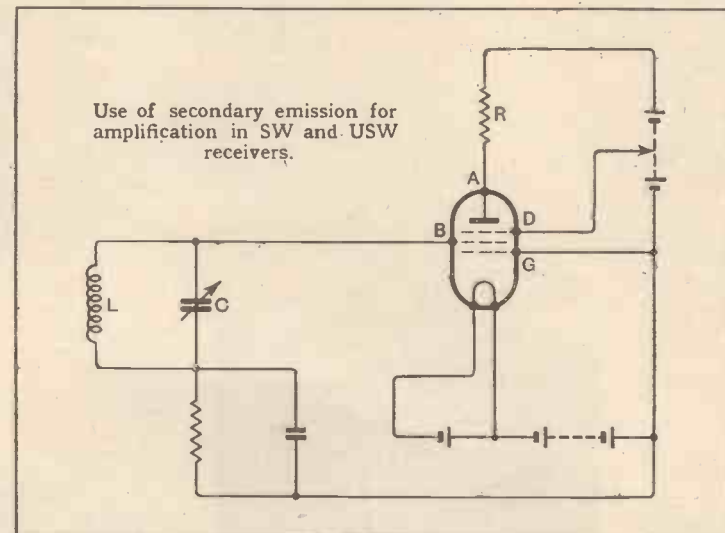 Use of secondary emission for
amplification in SW and USW
receivers.
R
A
B
D
G
L
C